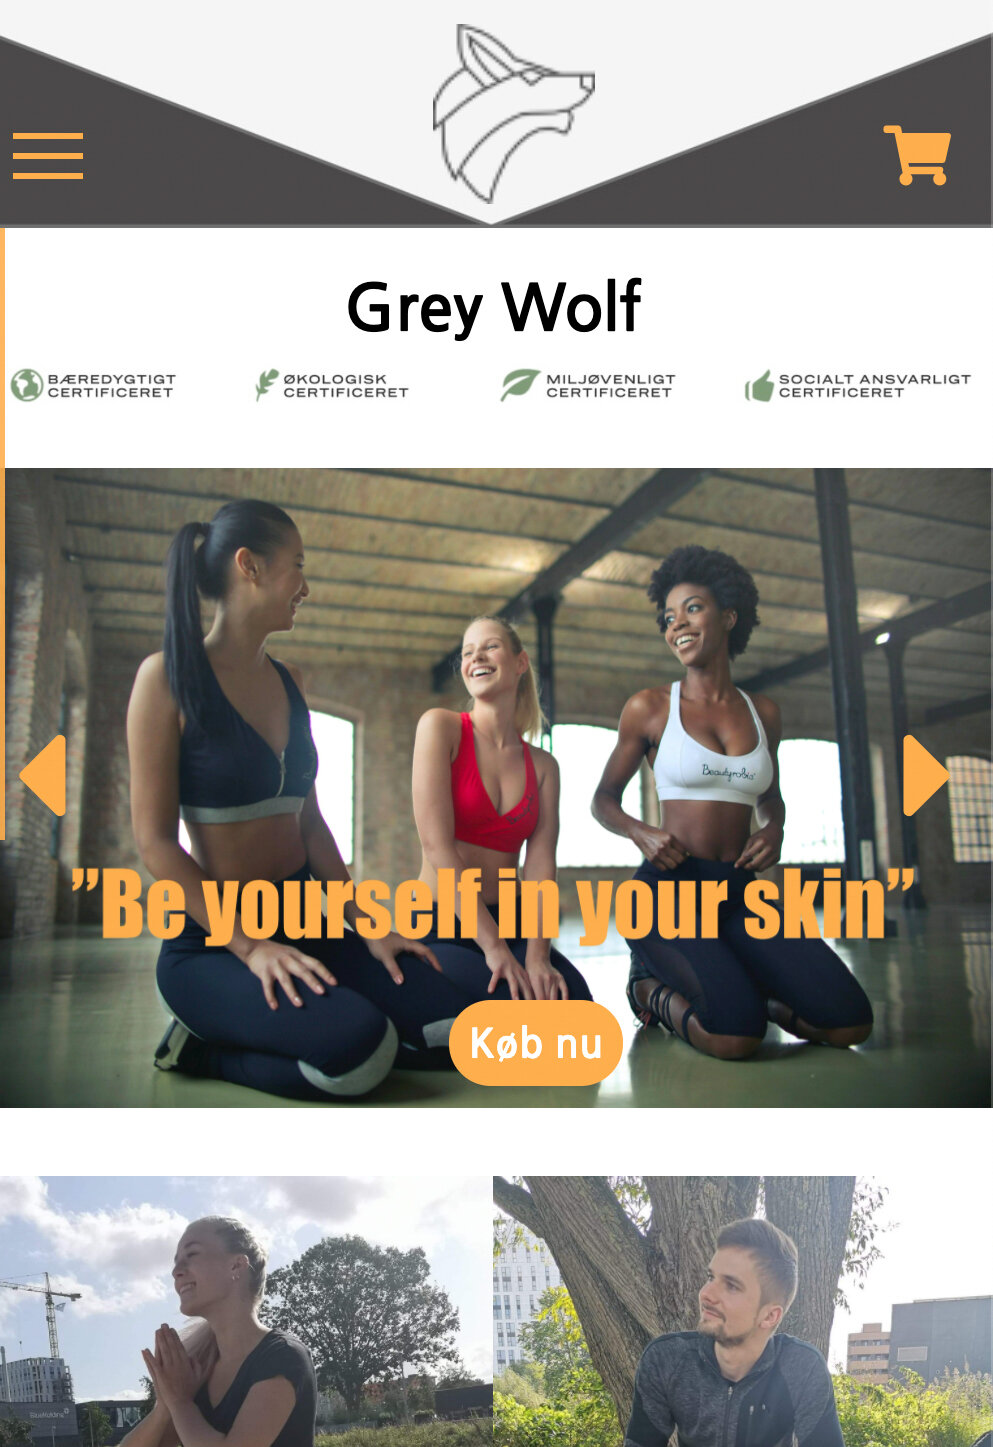 Grey Wolf
BÆREDYGTIGT
CERTIFICERET
ØKOLOGISK
CERTIFICERET
MILJØVENLIGT
CERTIFICERET
SOCIALT ANSVARLIGT
CERTIFICERET
Beautyrobic
”Be yourself in your skin”
Køb nu